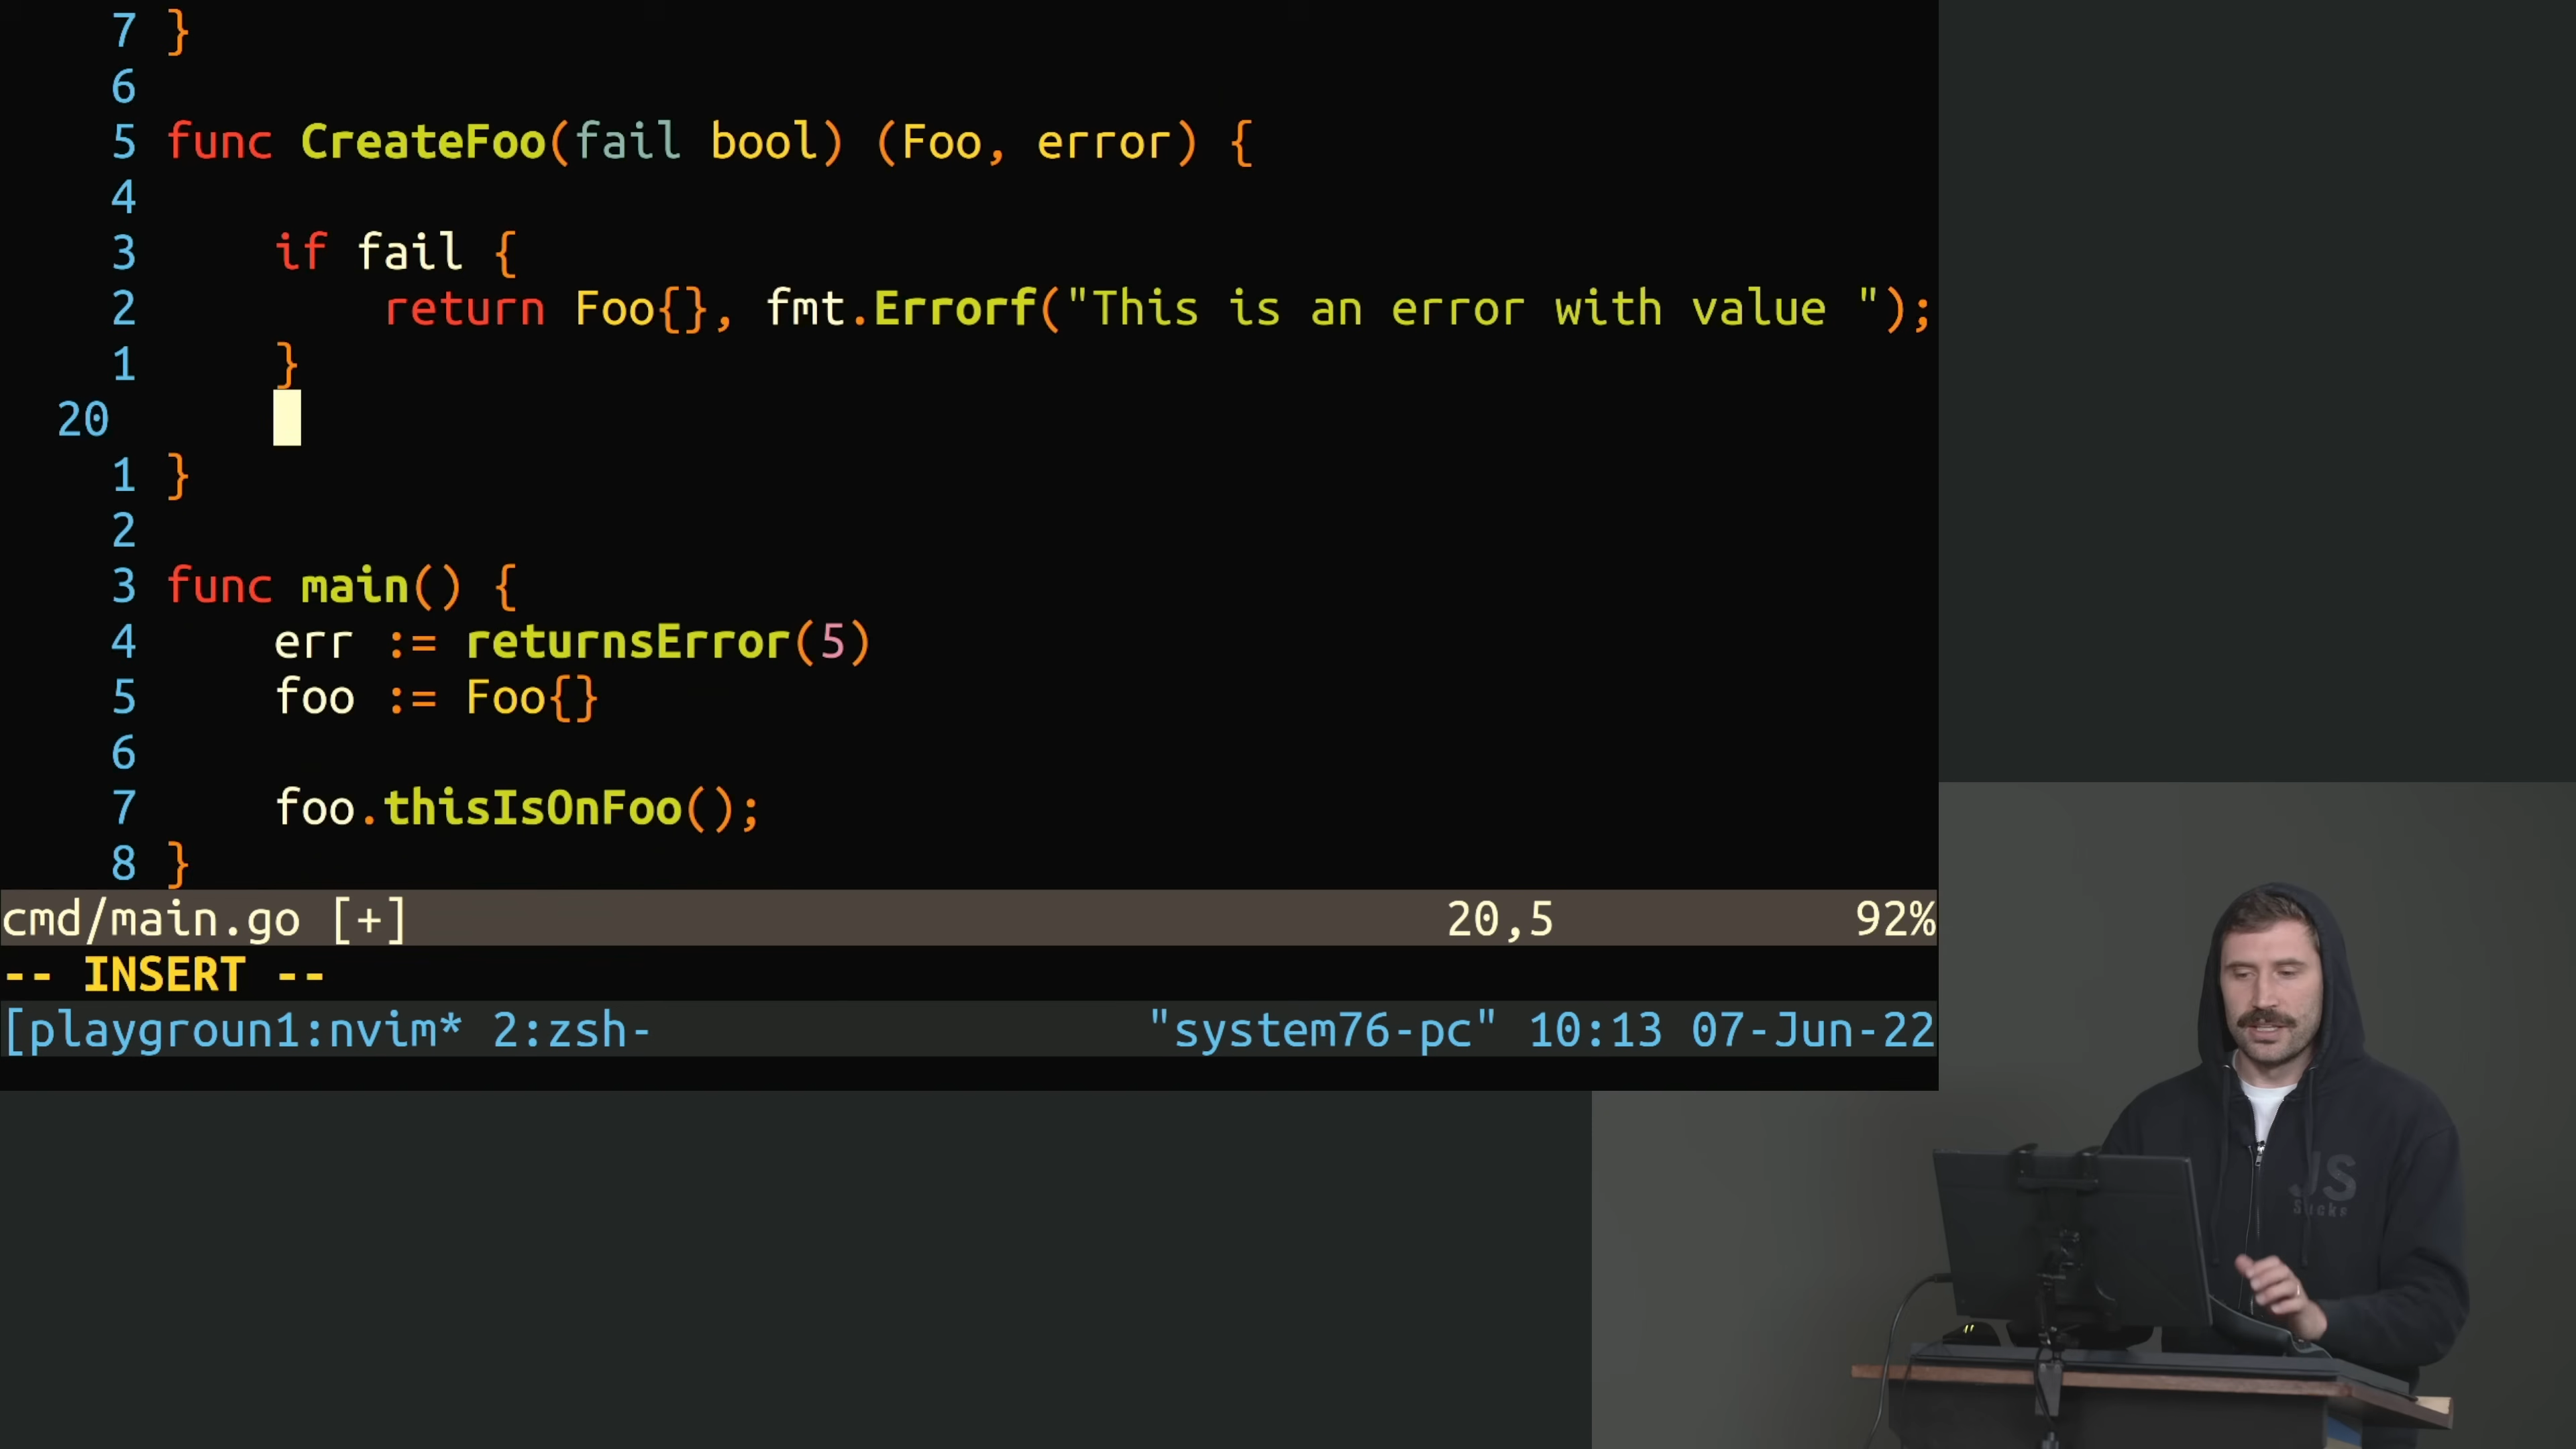 7 }
6
5 func CreateFoo(fail bool) (Foo, error) {
4
3     if fail {
2         return Foo{}, fmt.Errorf("This is an error with value ");
1     }
20
1 }
2
3 func main() {
4     err := returnsError(5)
5     foo := Foo{}
6
7     foo.thisIsOnFoo();
8 }
cmd/main.go [+] 20,5 92%
-- INSERT --
[playgroun1:nvim* 2:zsh- "system76-pc" 10:13 07-Jun-22
JS
Sucks